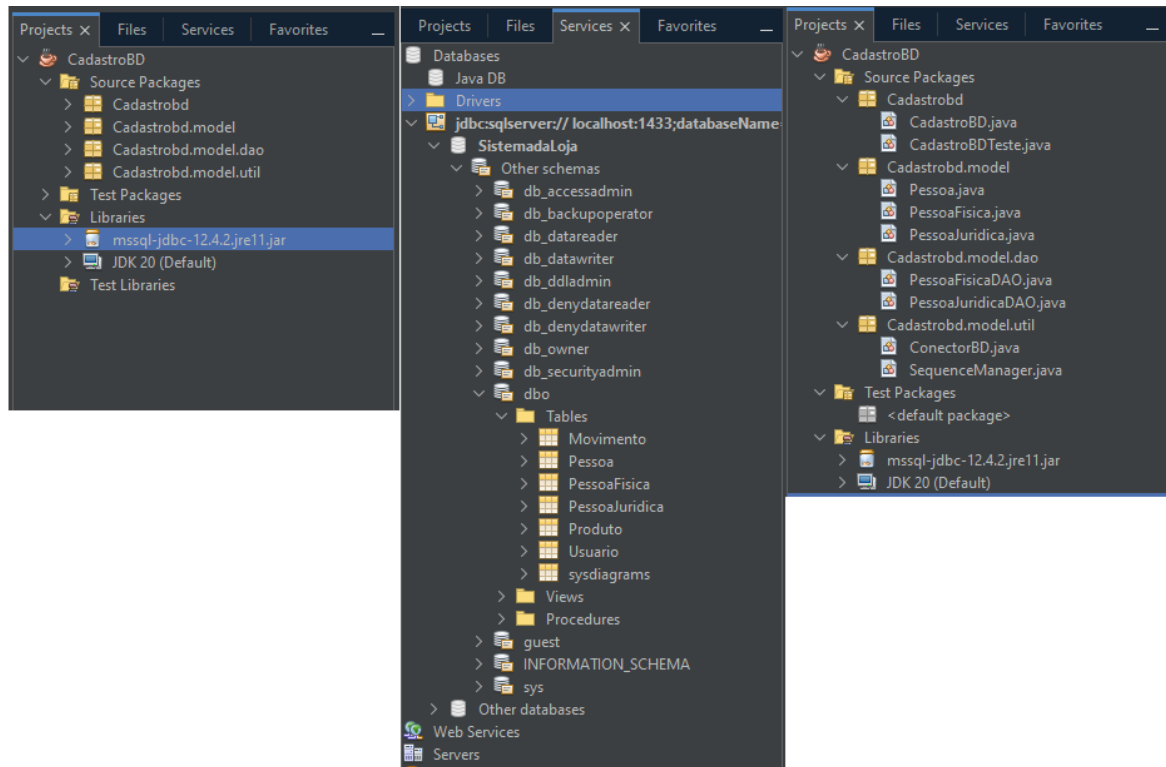 Projects
Files
Services
Favorites
CadastroBD
Source Packages
Cadastrobd
Cadastrobd.model
Cadastrobd.model.dao
Cadastrobd.model.util
Test Packages
Libraries
mssql-jdbc-12.4.2.jre11.jar
JDK 20 (Default)
Test Libraries
Projects
Files
Services
Favorites
Databases
Java DB
Drivers
jdbc:sqlserver:// localhost:1433;databaseName
SistemadaLoja
Other schemas
db_accessadmin
db_backupoperator
db_datareader
db_datawriter
db_ddladmin
db_denydatareader
db_denydatawriter
db_owner
db_securityadmin
dbo
Tables
Movimento
Pessoa
PessoaFisica
PessoaJuridica
Produto
Usuario
sysdiagrams
Views
Procedures
guest
INFORMATION_SCHEMA
sys
Other databases
Web Services
Servers
Projects
Files
Services
Favorites
CadastroBD
Source Packages
Cadastrobd
CadastroBD.java
CadastroBDTeste.java
Cadastrobd.model
Pessoa.java
PessoaFisica.java
PessoaJuridica.java
Cadastrobd.model.dao
PessoaFisicaDAO.java
PessoaJuridicaDAO.java
Cadastrobd.model.util
ConectorBD.java
SequenceManager.java
Test Packages
<default package>
Libraries
mssql-jdbc-12.4.2.jre11.jar
JDK 20 (Default)